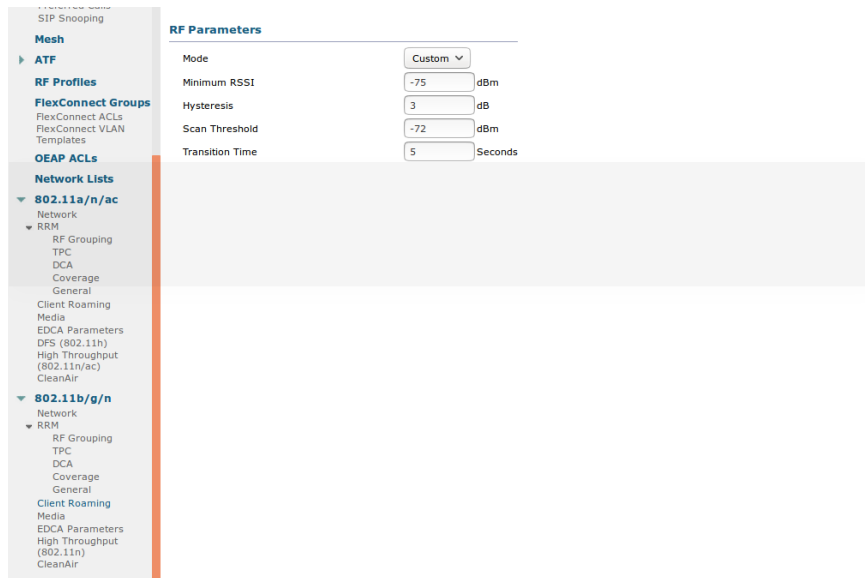 SIP Snooping
Mesh
ATF
RF Profiles
FlexConnect Groups
FlexConnect ACLs
FlexConnect VLAN
Templates
OEAP ACLs
Network Lists
802.11a/n/ac
Network
RRM
RF Grouping
TPC
DCA
Coverage
General
Client Roaming
Media
EDCA Parameters
DFS (802.11h)
High Throughput
(802.11n/ac)
CleanAir
802.11b/g/n
Network
RRM
RF Grouping
TPC
DCA
Coverage
General
Client Roaming
Media
EDCA Parameters
High Throughput
(802.11n)
CleanAir
RF Parameters
Mode Custom
Minimum RSSI -75 dBm
Hysteresis 3 dB
Scan Threshold -72 dBm
Transition Time 5 Seconds